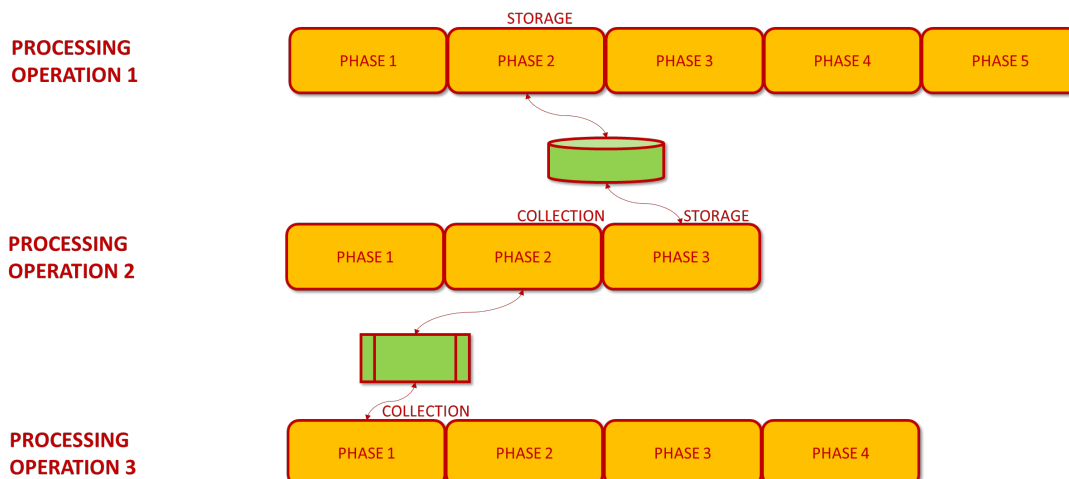 STORAGE
PROCESSING
OPERATION 1
PHASE 1
PHASE 2
PHASE 3
PHASE 4
PHASE 5
COLLECTION
STORAGE
PROCESSING
OPERATION 2
PHASE 1
PHASE 2
PHASE 3
COLLECTION
PROCESSING
OPERATION 3
PHASE 1
PHASE 2
PHASE 3
PHASE 4